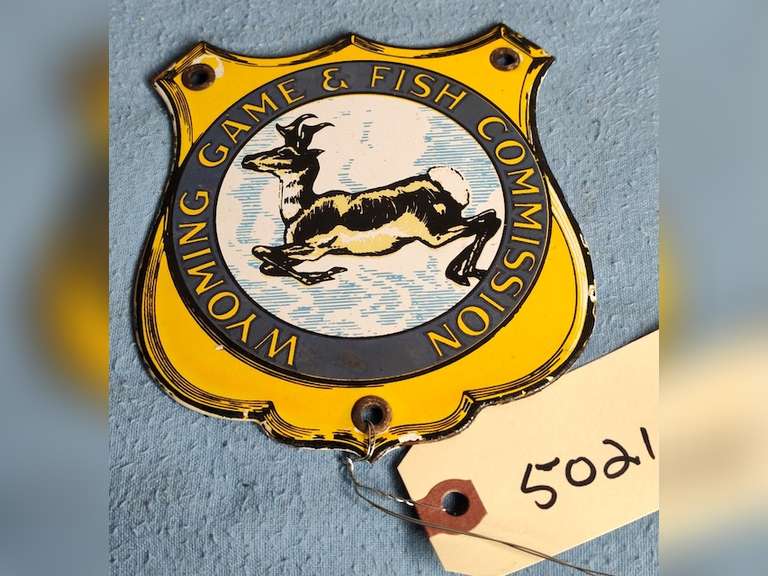 WYOMING GAME & FISH COMMISSION
5021